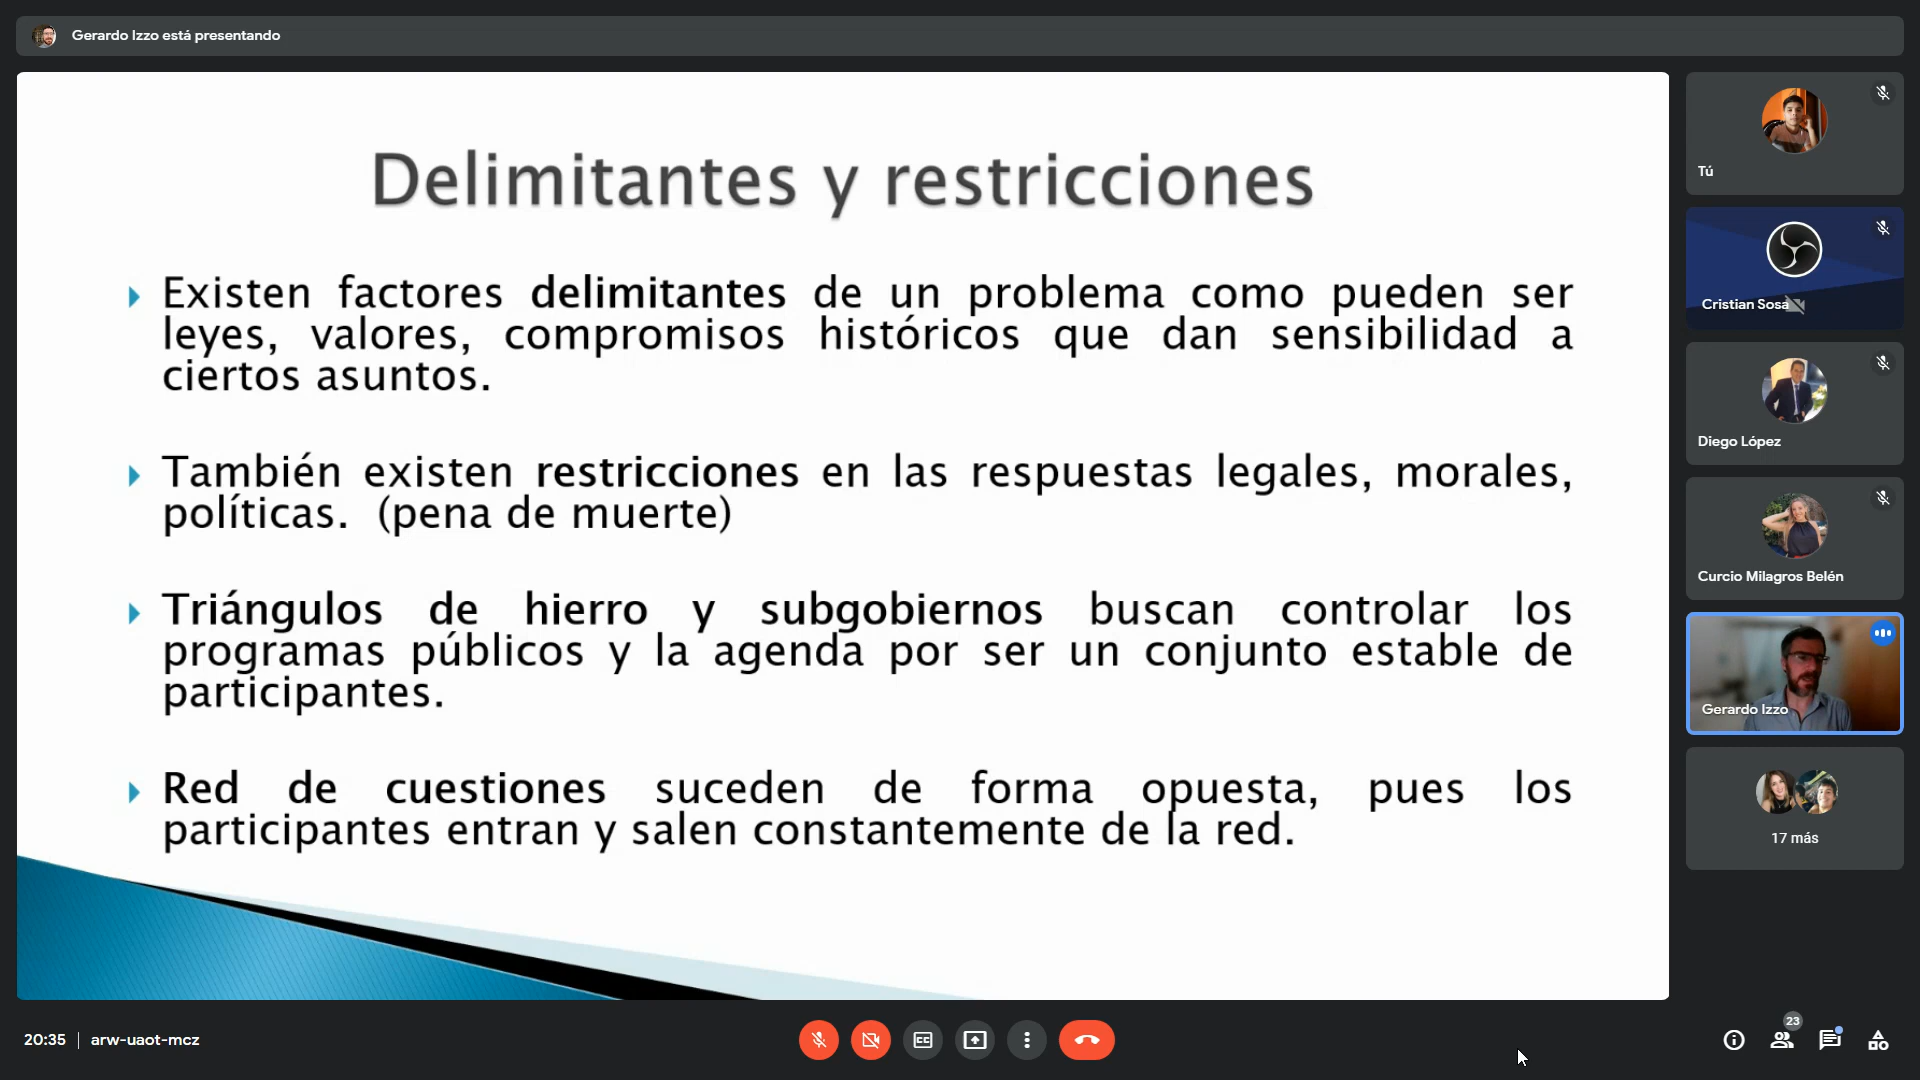 Gerardo Izzo está presentando
Delimitantes y restricciones
Existen factores delimitantes de un problema como pueden ser
leyes, valores, compromisos históricos que dan sensibilidad a
ciertos asuntos.
También existen restricciones en las respuestas legales, morales,
políticas. (pena de muerte)
Triángulos de hierro y subgobiernos buscan controlar los
programas públicos y la agenda por ser un conjunto estable de
participantes.
Red de cuestiones suceden de forma opuesta, pues los
participantes entran y salen constantemente de la red.
Tú
Cristian Sosa
Diego López
Curcio Milagros Belén
Gerardo Izzo
17 más
20:35 | arw-uaot-mcz
CC
23